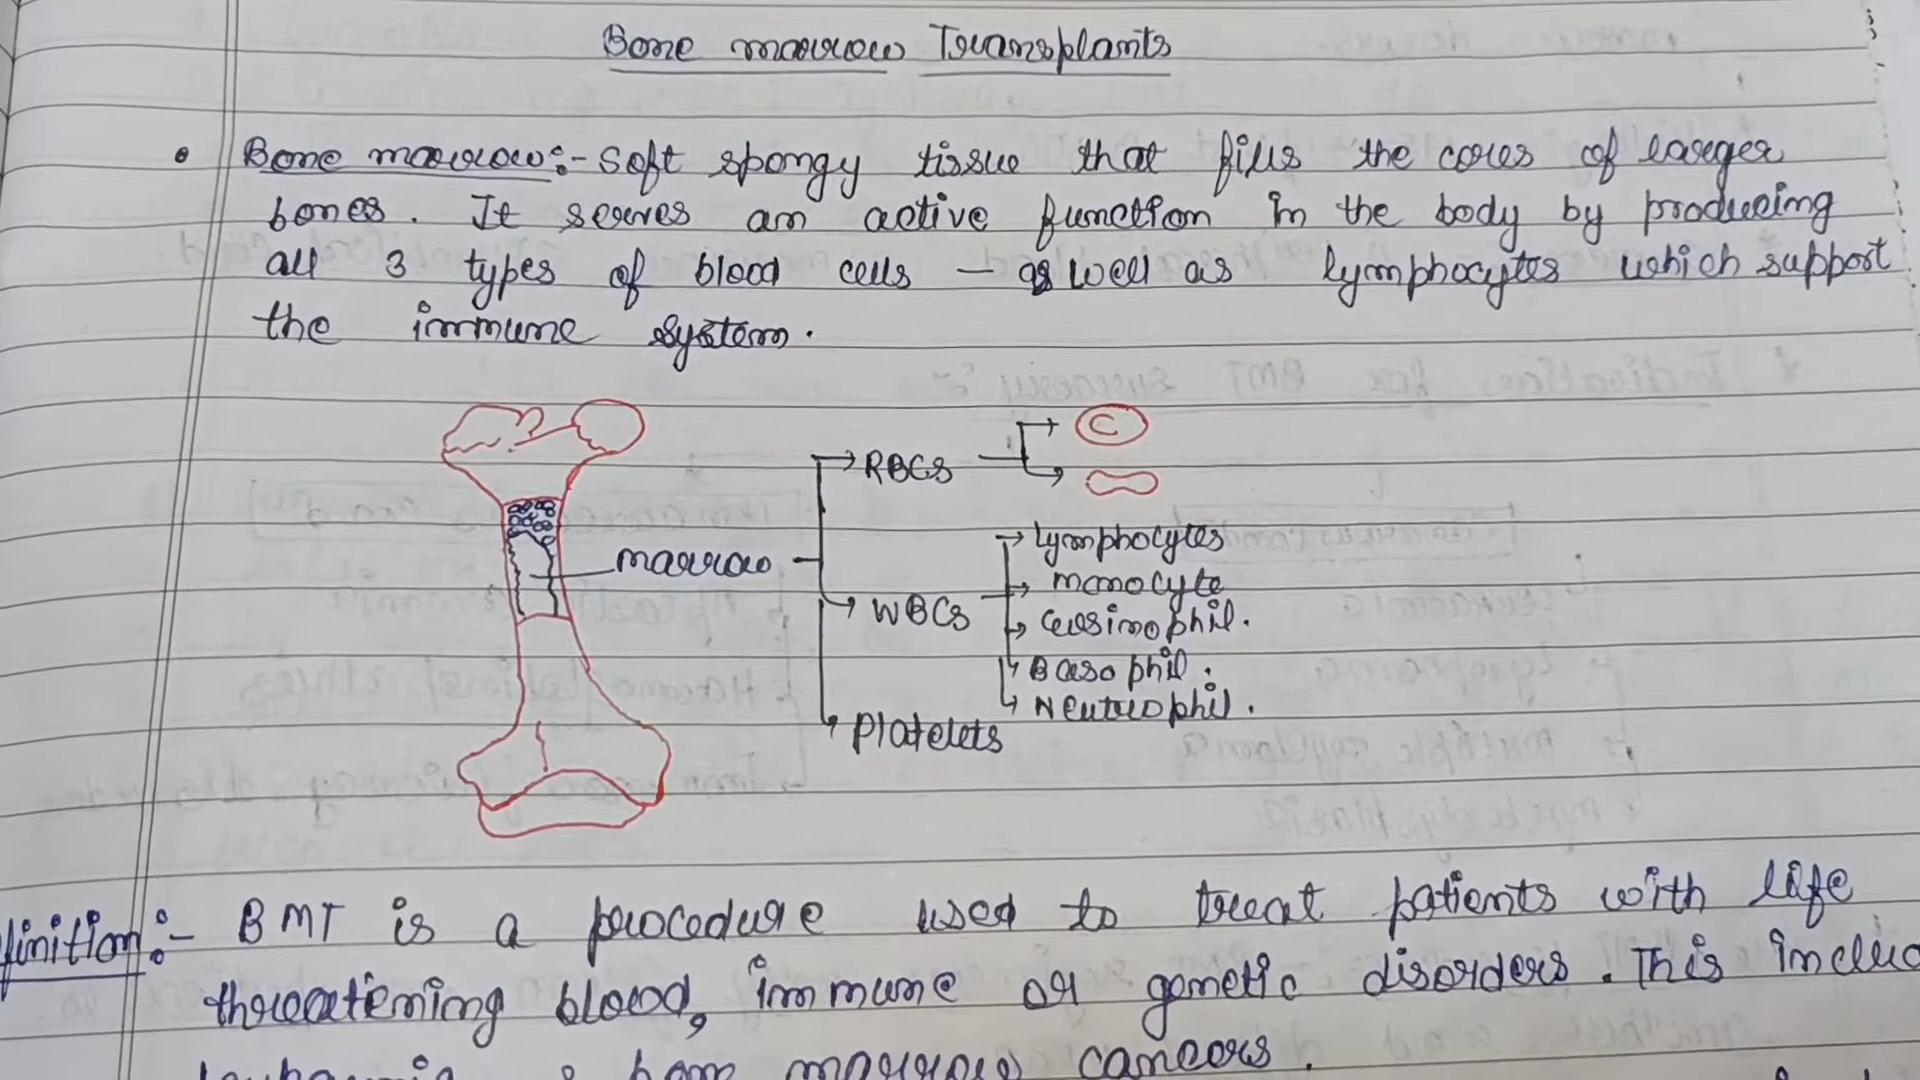 Bone marrow Transplants
• Bone marrow:- Soft spongy tissue that fills the cores of larger
bones. It serves an active function in the body by producing
all 3 types of blood cells – as well as lymphocytes which support
the immune system.
marrow
→ RBCs
C
→ WBCs
→ lymphocytes
→ monocyte
→ Eosinophil.
↳ Basophil.
↳ Neutrophil.
↳ Platelets
finition:- BMT is a procedure used to treat patients with life
threatening blood, immune or genetic disorders. This includ
bone marrow cancers.